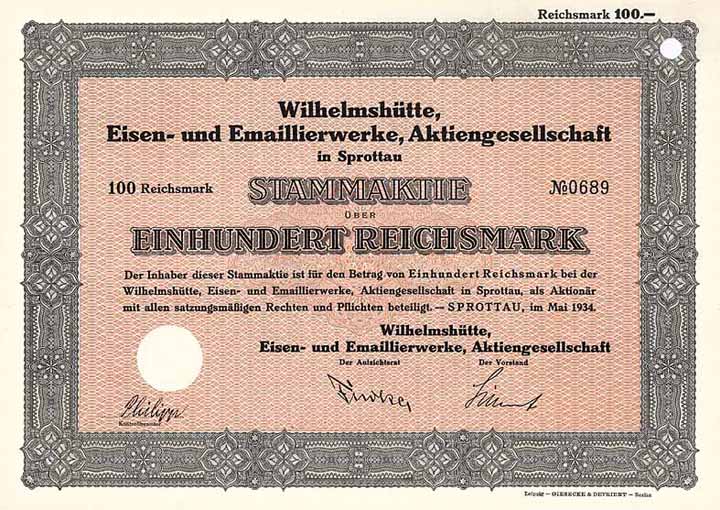 Reichsmark 100.—
Wilhelmshütte,
Eisen- und Emaillierwerke, Aktiengesellschaft
in Sprottau
100 Reichsmark STAMMAKTIE №0689
ÜBER
EINHUNDERT REICHSMARK
Der Inhaber dieser Stammaktie ist für den Betrag von Einhundert Reichsmark bei der
Wilhelmshütte, Eisen- und Emaillierwerke, Aktiengesellschaft in Sprottau, als Aktionär
mit allen satzungsmäßigen Rechten und Pflichten beteiligt. — SPROTTAU, im Mai 1934.
Wilhelmshütte,
Eisen- und Emaillierwerke, Aktiengesellschaft
Der Aufsichtsrat Der Vorstand
Philipp
Kontrollbeamter
Leipzig — GIESECKE & DEVRIENT — Berlin